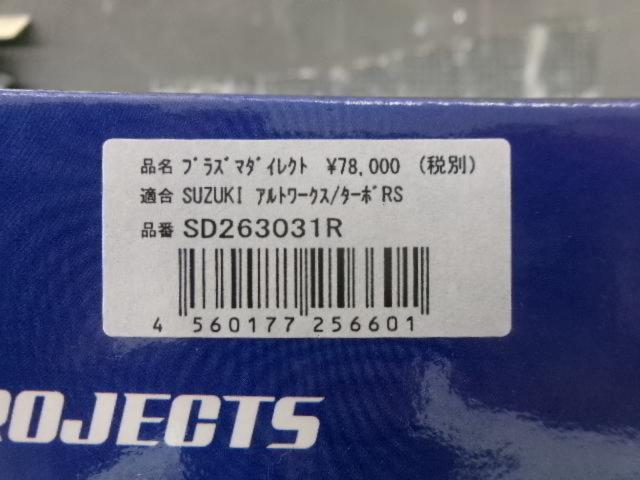 品名 ﾌﾟﾗｽﾞﾏﾀﾞｲﾚｸﾄ ¥78,000 (税別)
適合 SUZUKI ｱﾙﾄﾜｰｸｽ/ﾀｰﾎﾞRS
品番 SD263031R
4 560177 256601
ROJECTS